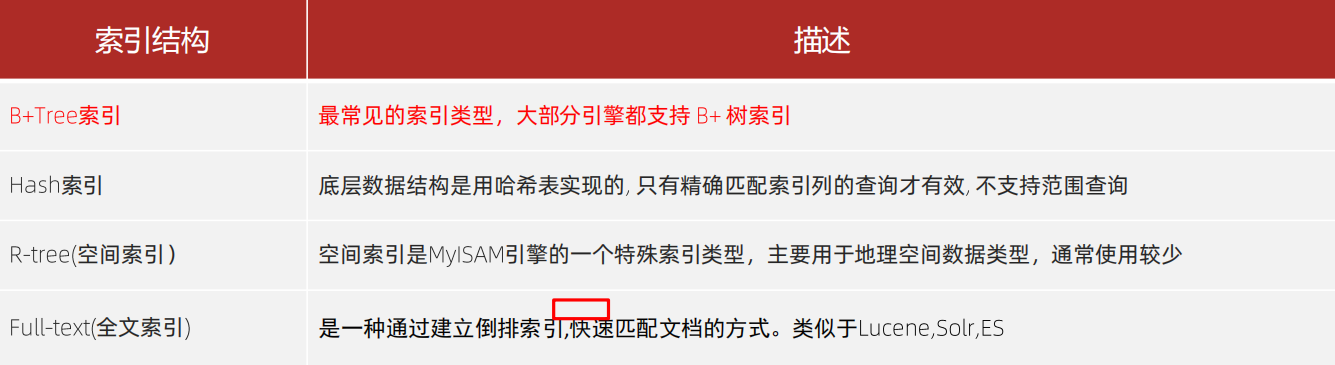 索引结构 描述
B+Tree索引 最常见的索引类型，大部分引擎都支持 B+ 树索引
Hash索引 底层数据结构是用哈希表实现的, 只有精确匹配索引列的查询才有效, 不支持范围查询
R-tree(空间索引） 空间索引是MyISAM引擎的一个特殊索引类型，主要用于地理空间数据类型，通常使用较少
Full-text(全文索引) 是一种通过建立倒排索引,快速匹配文档的方式。类似于Lucene,Solr,ES